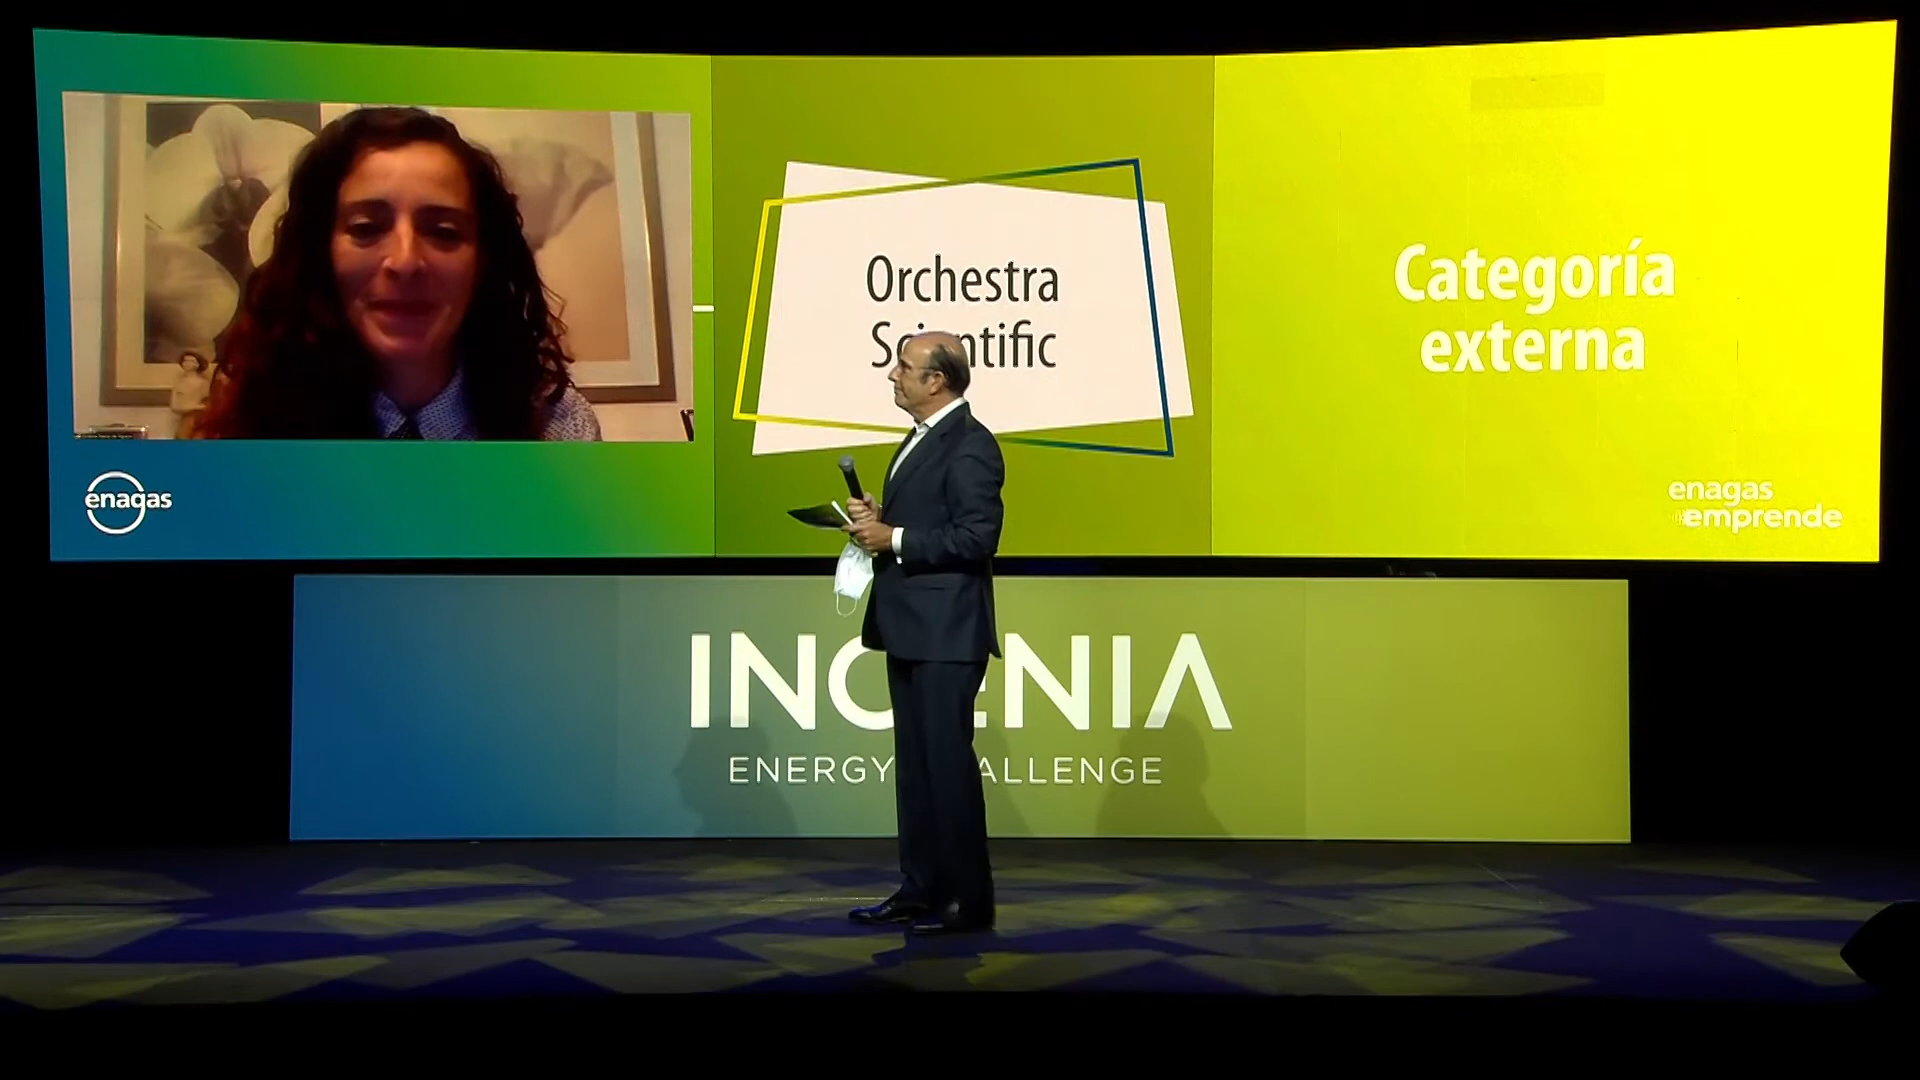 Orchestra
Scientific
Categoría
externa
enagas
enagas
emprende
INGENIA
ENERGY CHALLENGE